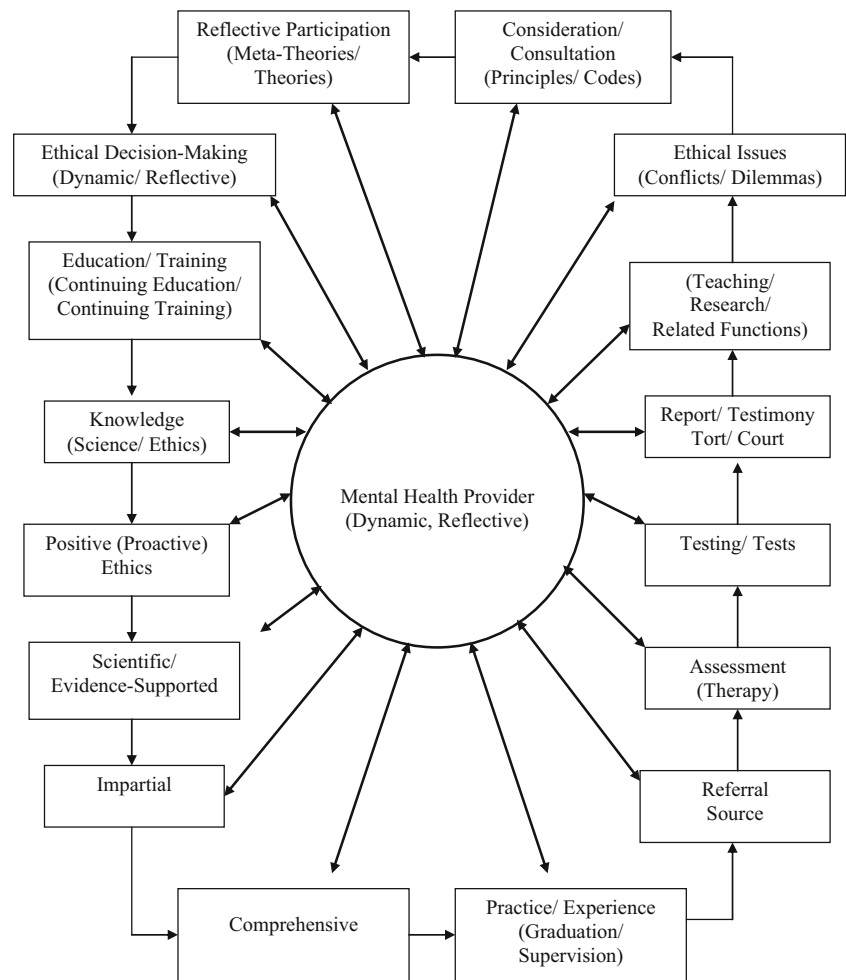 Reflective Participation
(Meta-Theories/
Theories)
Consideration/
Consultation
(Principles/ Codes)
Ethical Decision-Making
(Dynamic/ Reflective)
Ethical Issues
(Conflicts/ Dilemmas)
Education/ Training
(Continuing Education/
Continuing Training)
(Teaching/
Research/
Related Functions)
Knowledge
(Science/ Ethics)
Report/ Testimony
Tort/ Court
Mental Health Provider
(Dynamic, Reflective)
Positive (Proactive)
Ethics
Testing/ Tests
Scientific/
Evidence-Supported
Assessment
(Therapy)
Impartial
Referral
Source
Comprehensive
Practice/ Experience
(Graduation/
Supervision)